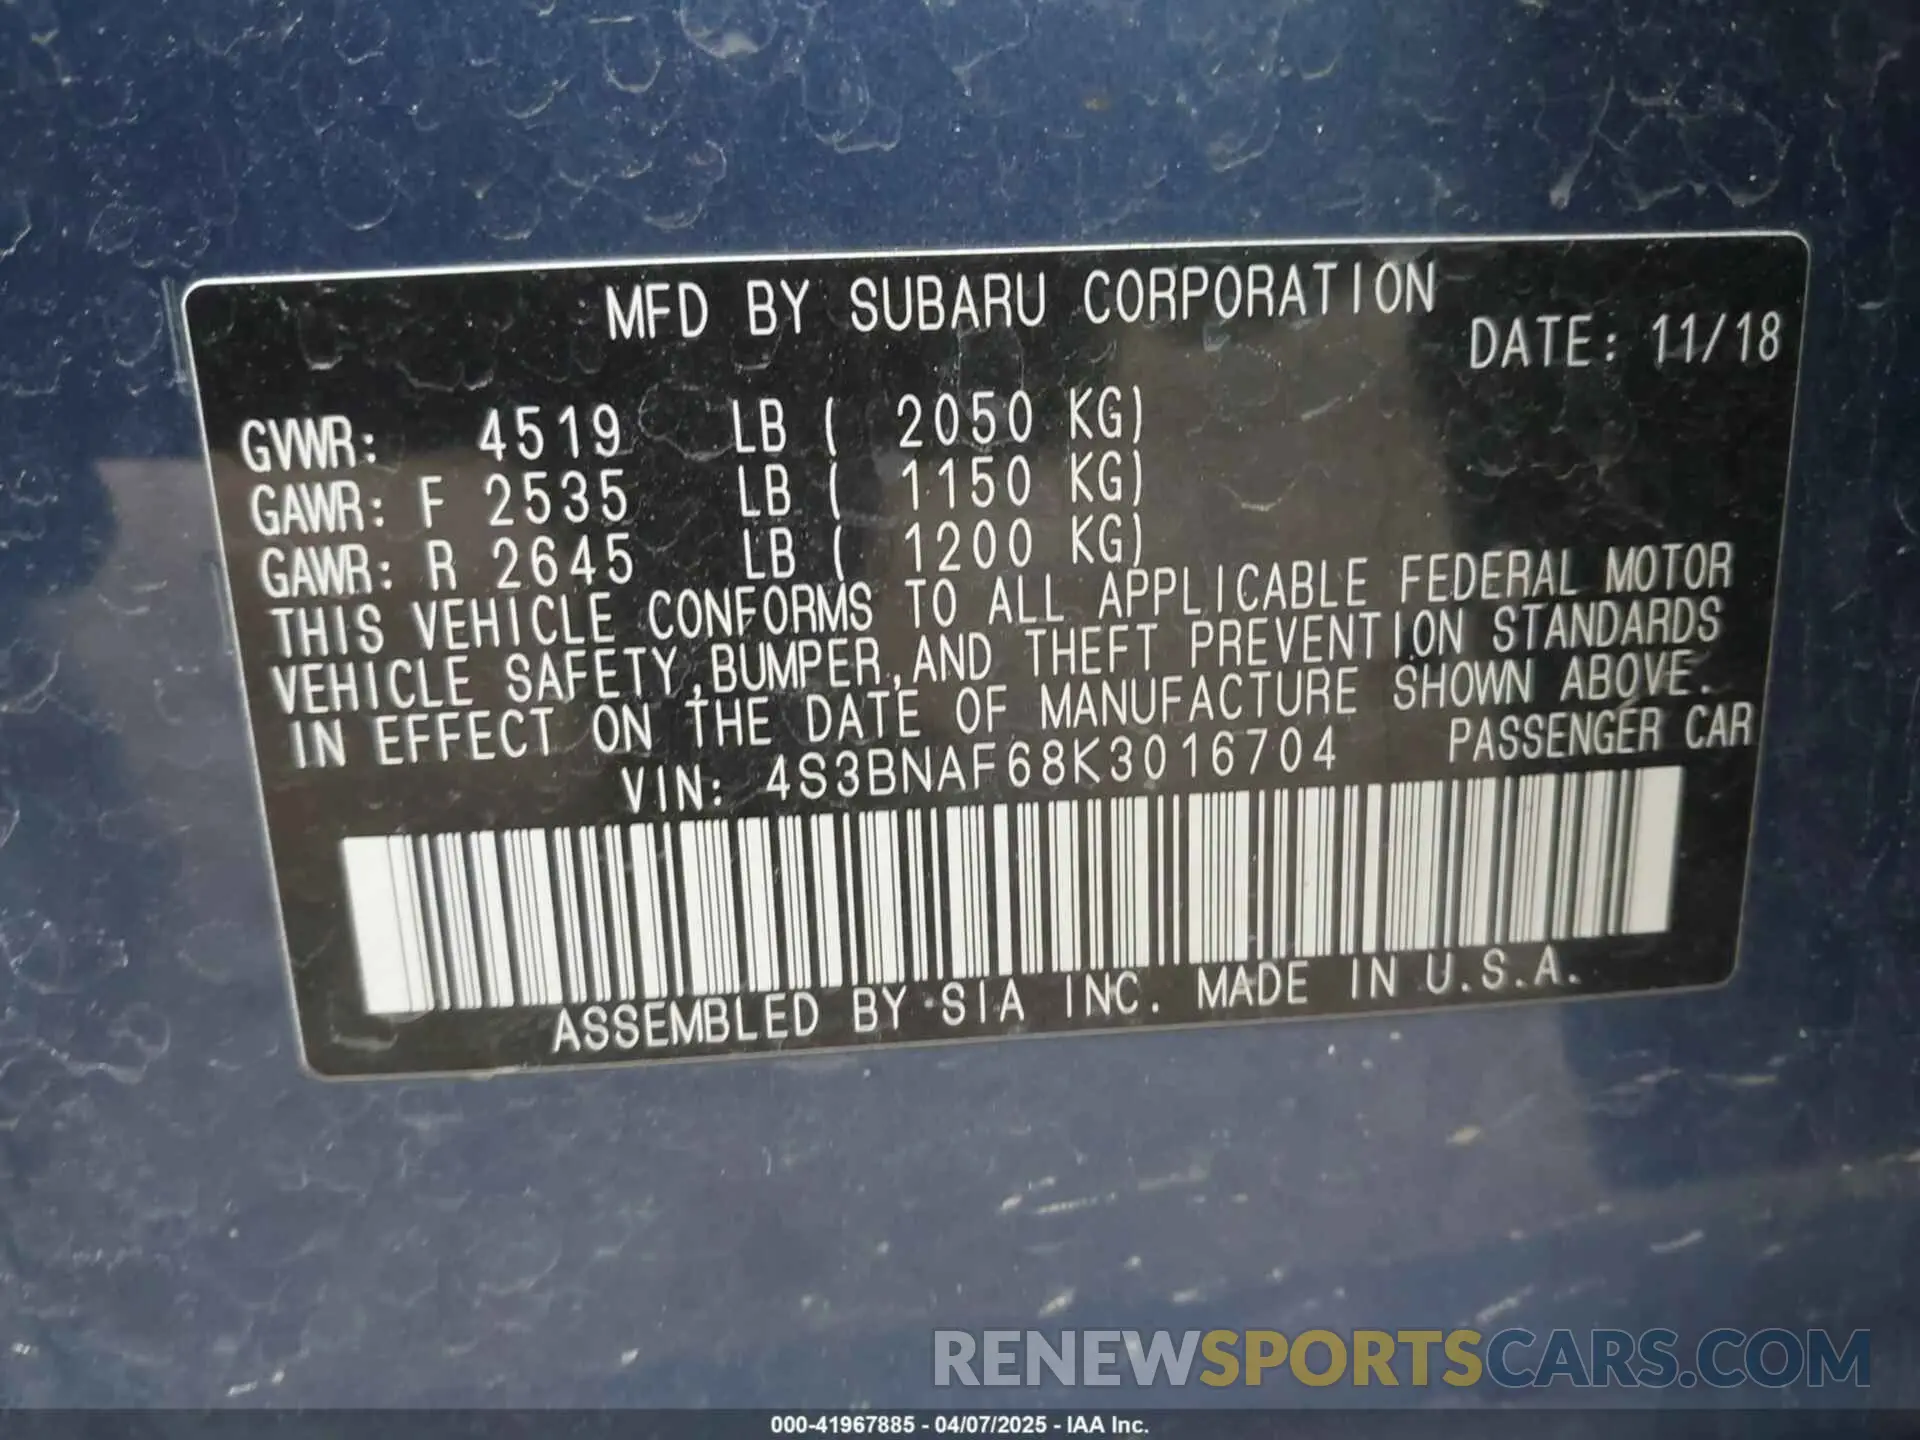 MFD BY SUBARU CORPORATION
DATE: 11/18
GVWR: 4519 LB ( 2050 KG)
GAWR: F 2535 LB ( 1150 KG)
GAWR: R 2645 LB ( 1200 KG)
THIS VEHICLE CONFORMS TO ALL APPLICABLE FEDERAL MOTOR
VEHICLE SAFETY,BUMPER,AND THEFT PREVENTION STANDARDS
IN EFFECT ON THE DATE OF MANUFACTURE SHOWN ABOVE.
VIN: 4S3BNAF68K3016704 PASSENGER CAR
ASSEMBLED BY SIA INC. MADE IN U.S.A.
RENEWSPORTSCARS.COM
000-41967885 - 04/07/2025 - IAA Inc.